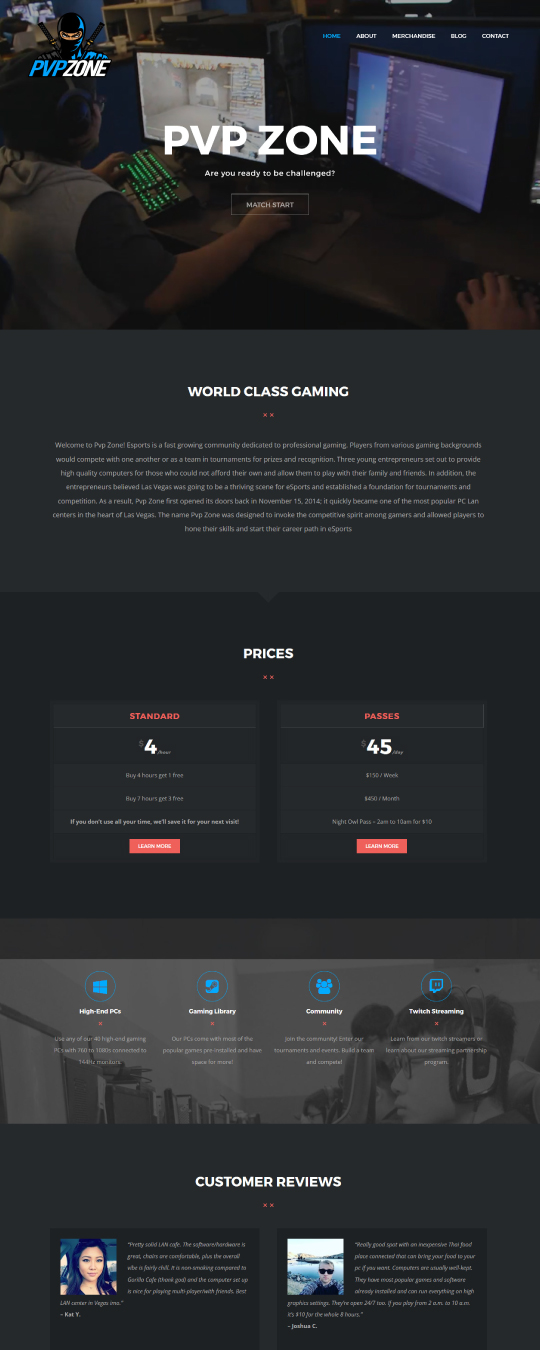 PVPZONE
HOME ABOUT MERCHANDISE BLOG CONTACT
PVP ZONE
Are you ready to be challenged?
MATCH START
WORLD CLASS GAMING
Welcome to Pvp Zone! Esports is a fast growing community dedicated to professional gaming. Players from various gaming backgrounds
would compete with one another or as a team in tournaments for prizes and recognition. Three young entrepreneurs set out to provide
high quality computers for those who could not afford their own and allow them to play with their family and friends. In addition, the
entrepreneurs believed Las Vegas was going to be a thriving scene for eSports and established a foundation for tournaments and
competition. As a result, Pvp Zone first opened its doors back in November 15, 2014; it quickly became one of the most popular PC Lan
centers in the heart of Las Vegas. The name Pvp Zone was designed to invoke the competitive spirit among gamers and allowed players to
hone their skills and start their career path in eSports
PRICES
STANDARD
$4/hour
Buy 4 hours get 1 free
Buy 7 hours get 3 free
If you don't use all your time, we'll save it for your next visit!
LEARN MORE
PASSES
$45/day
$150 / Week
$450 / Month
Night Owl Pass – 2am to 10am for $10
LEARN MORE
High-End PCs
Use any of our 40 high-end gaming
PCs with 760 to 1080s connected to
144Hz monitors.
Gaming Library
Our PCs come with most of the
popular games pre-installed and have
space for more!
Community
Join the community! Enter our
tournaments and events. Build a team
and compete!
Twitch Streaming
Learn from our twitch streamers or
learn about our streaming partnership
program.
CUSTOMER REVIEWS
"Pretty solid LAN cafe. The software/hardware is
great, chairs are comfortable, plus the overall
vibe is fairly chill. It is non-smoking compared to
Gorilla Cafe (thank god) and the computer set up
is nice for playing multi-player/with friends. Best
LAN center in Vegas imo."
– Kat Y.
"Really good spot with an inexpensive Thai food
place connected that can bring your food to your
pc if you want. Computers are usually well-kept.
They have most popular games and software
already installed and can run everything on high
graphics settings. They're open 24/7 too. If you play from 2 a.m. to 10 a.m.
it's $10 for the whole 8 hours."
– Joshua C.